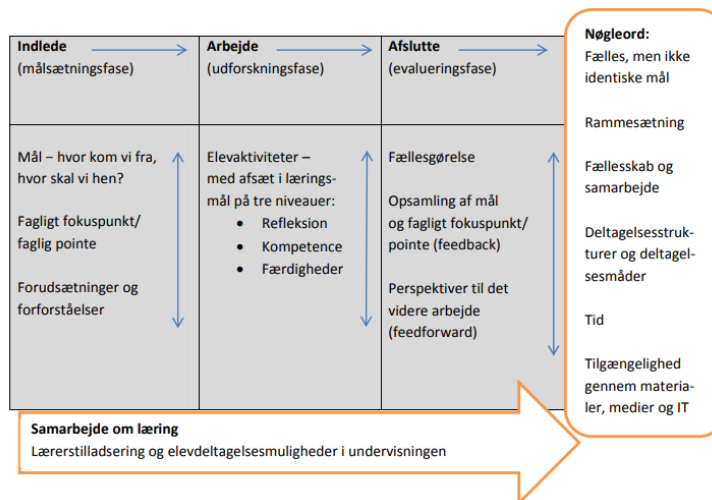 Indlede
(målsætningsfase)
Mål – hvor kom vi fra,
hvor skal vi hen?
Fagligt fokuspunkt/
faglig pointe
Forudsætninger og
forforståelser
Arbejde
(udforskningsfase)
Elevaktiviteter –
med afsæt i lærings-
mål på tre niveauer:
• Refleksion
• Kompetence
• Færdigheder
Afslutte
(evalueringsfase)
Fællesgørelse
Opsamling af mål
og fagligt fokuspunkt/
pointe (feedback)
Perspektiver til det
videre arbejde
(feedforward)
Nøgleord:
Fælles, men ikke
identiske mål
Rammesætning
Fællesskab og
samarbejde
Deltagelsesstruk-
turer og deltagel-
sesmåder
Tid
Tilgængelighed
gennem materia-
ler, medier og IT
Samarbejde om læring
Lærerstilladsering og elevdeltagelsesmuligheder i undervisningen